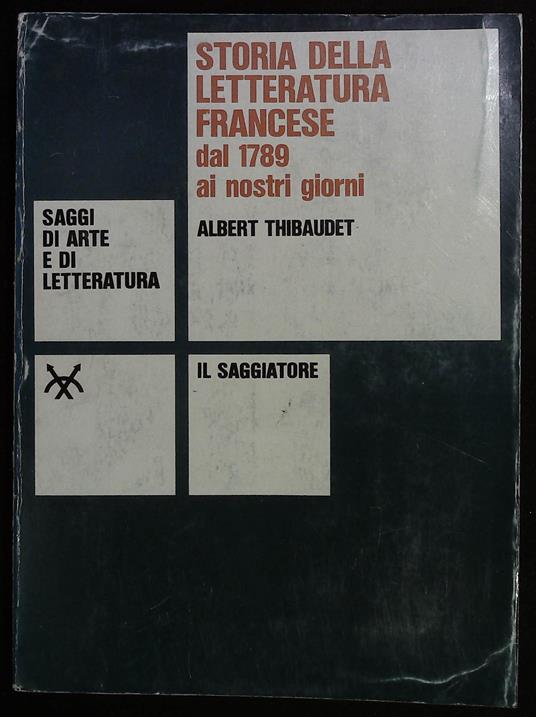 STORIA DELLA
LETTERATURA
FRANCESE
dal 1789
ai nostri giorni
ALBERT THIBAUDET
SAGGI
DI ARTE
E DI
LETTERATURA
IL SAGGIATORE